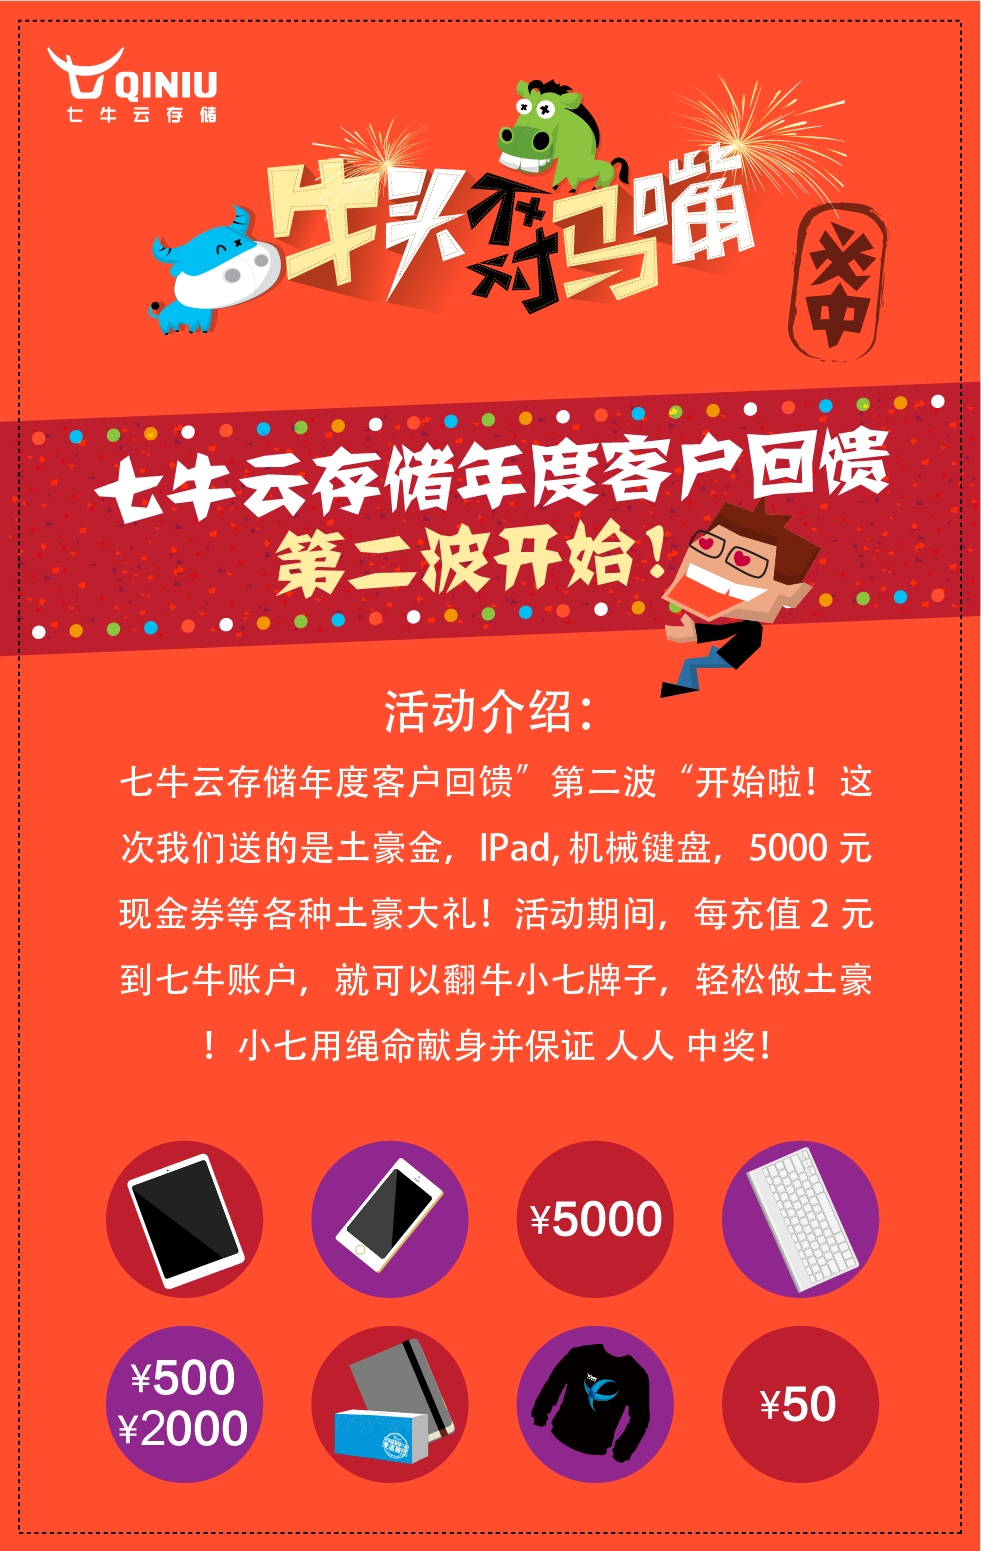 QINIU
七牛云存储
牛头不对马嘴
必中
七牛云存储年度客户回馈
第二波开始！
活动介绍：
七牛云存储年度客户回馈”第二波“开始啦！这
次我们送的是土豪金，IPad, 机械键盘，5000 元
现金券等各种土豪大礼！活动期间，每充值 2 元
到七牛账户，就可以翻牛小七牌子，轻松做土豪
！小七用绳命献身并保证 人人 中奖！
¥5000
¥500
¥2000
¥50